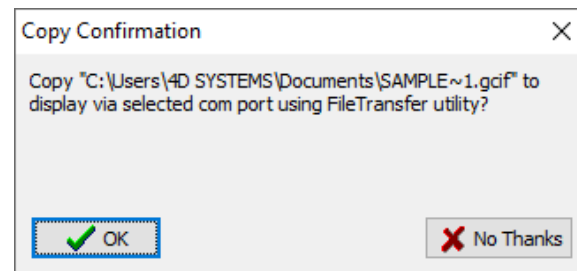 Copy Confirmation
Copy "C:\Users\4D SYSTEMS\Documents\SAMPLE~1.gcif" to
display via selected com port using FileTransfer utility?
OK
No Thanks